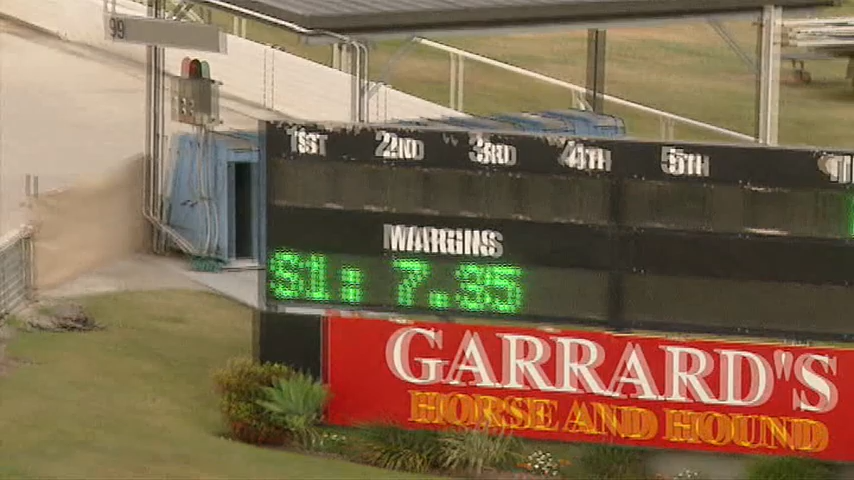 99
1ST 2ND 3RD 4TH 5TH
MARGINS
S1: 7.35
GARRARD'S
HORSE AND HOUND